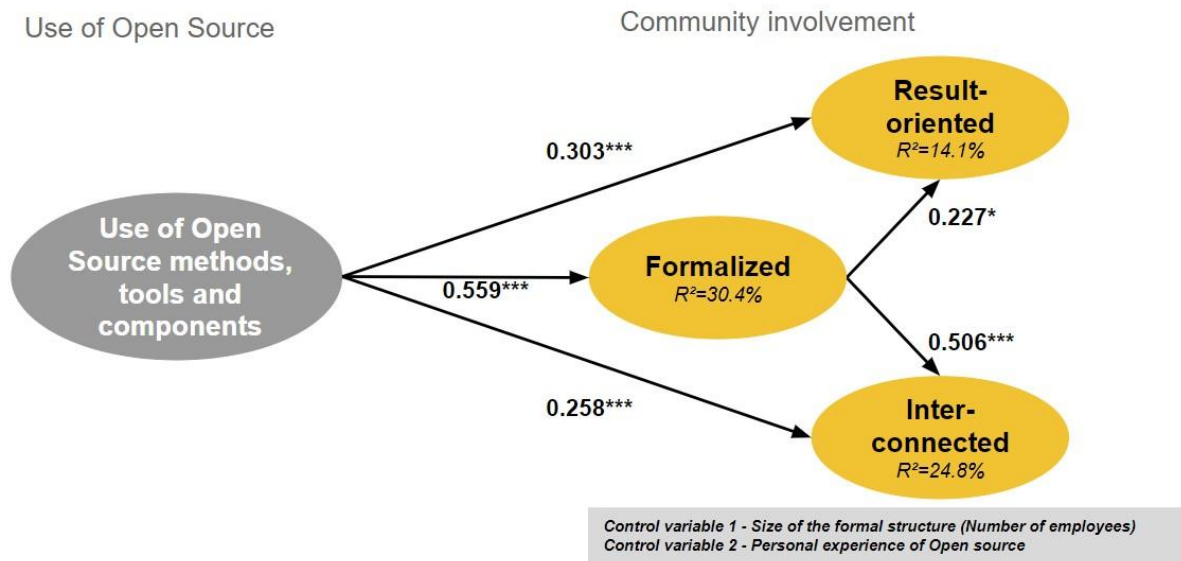 Use of Open Source
Community involvement
Result-
oriented
R²=14.1%
0.303***
0.227*
Use of Open
Source methods,
tools and
components
Formalized
R²=30.4%
0.559***
0.506***
0.258***
Inter-
connected
R²=24.8%
Control variable 1 - Size of the formal structure (Number of employees)
Control variable 2 - Personal experience of Open source